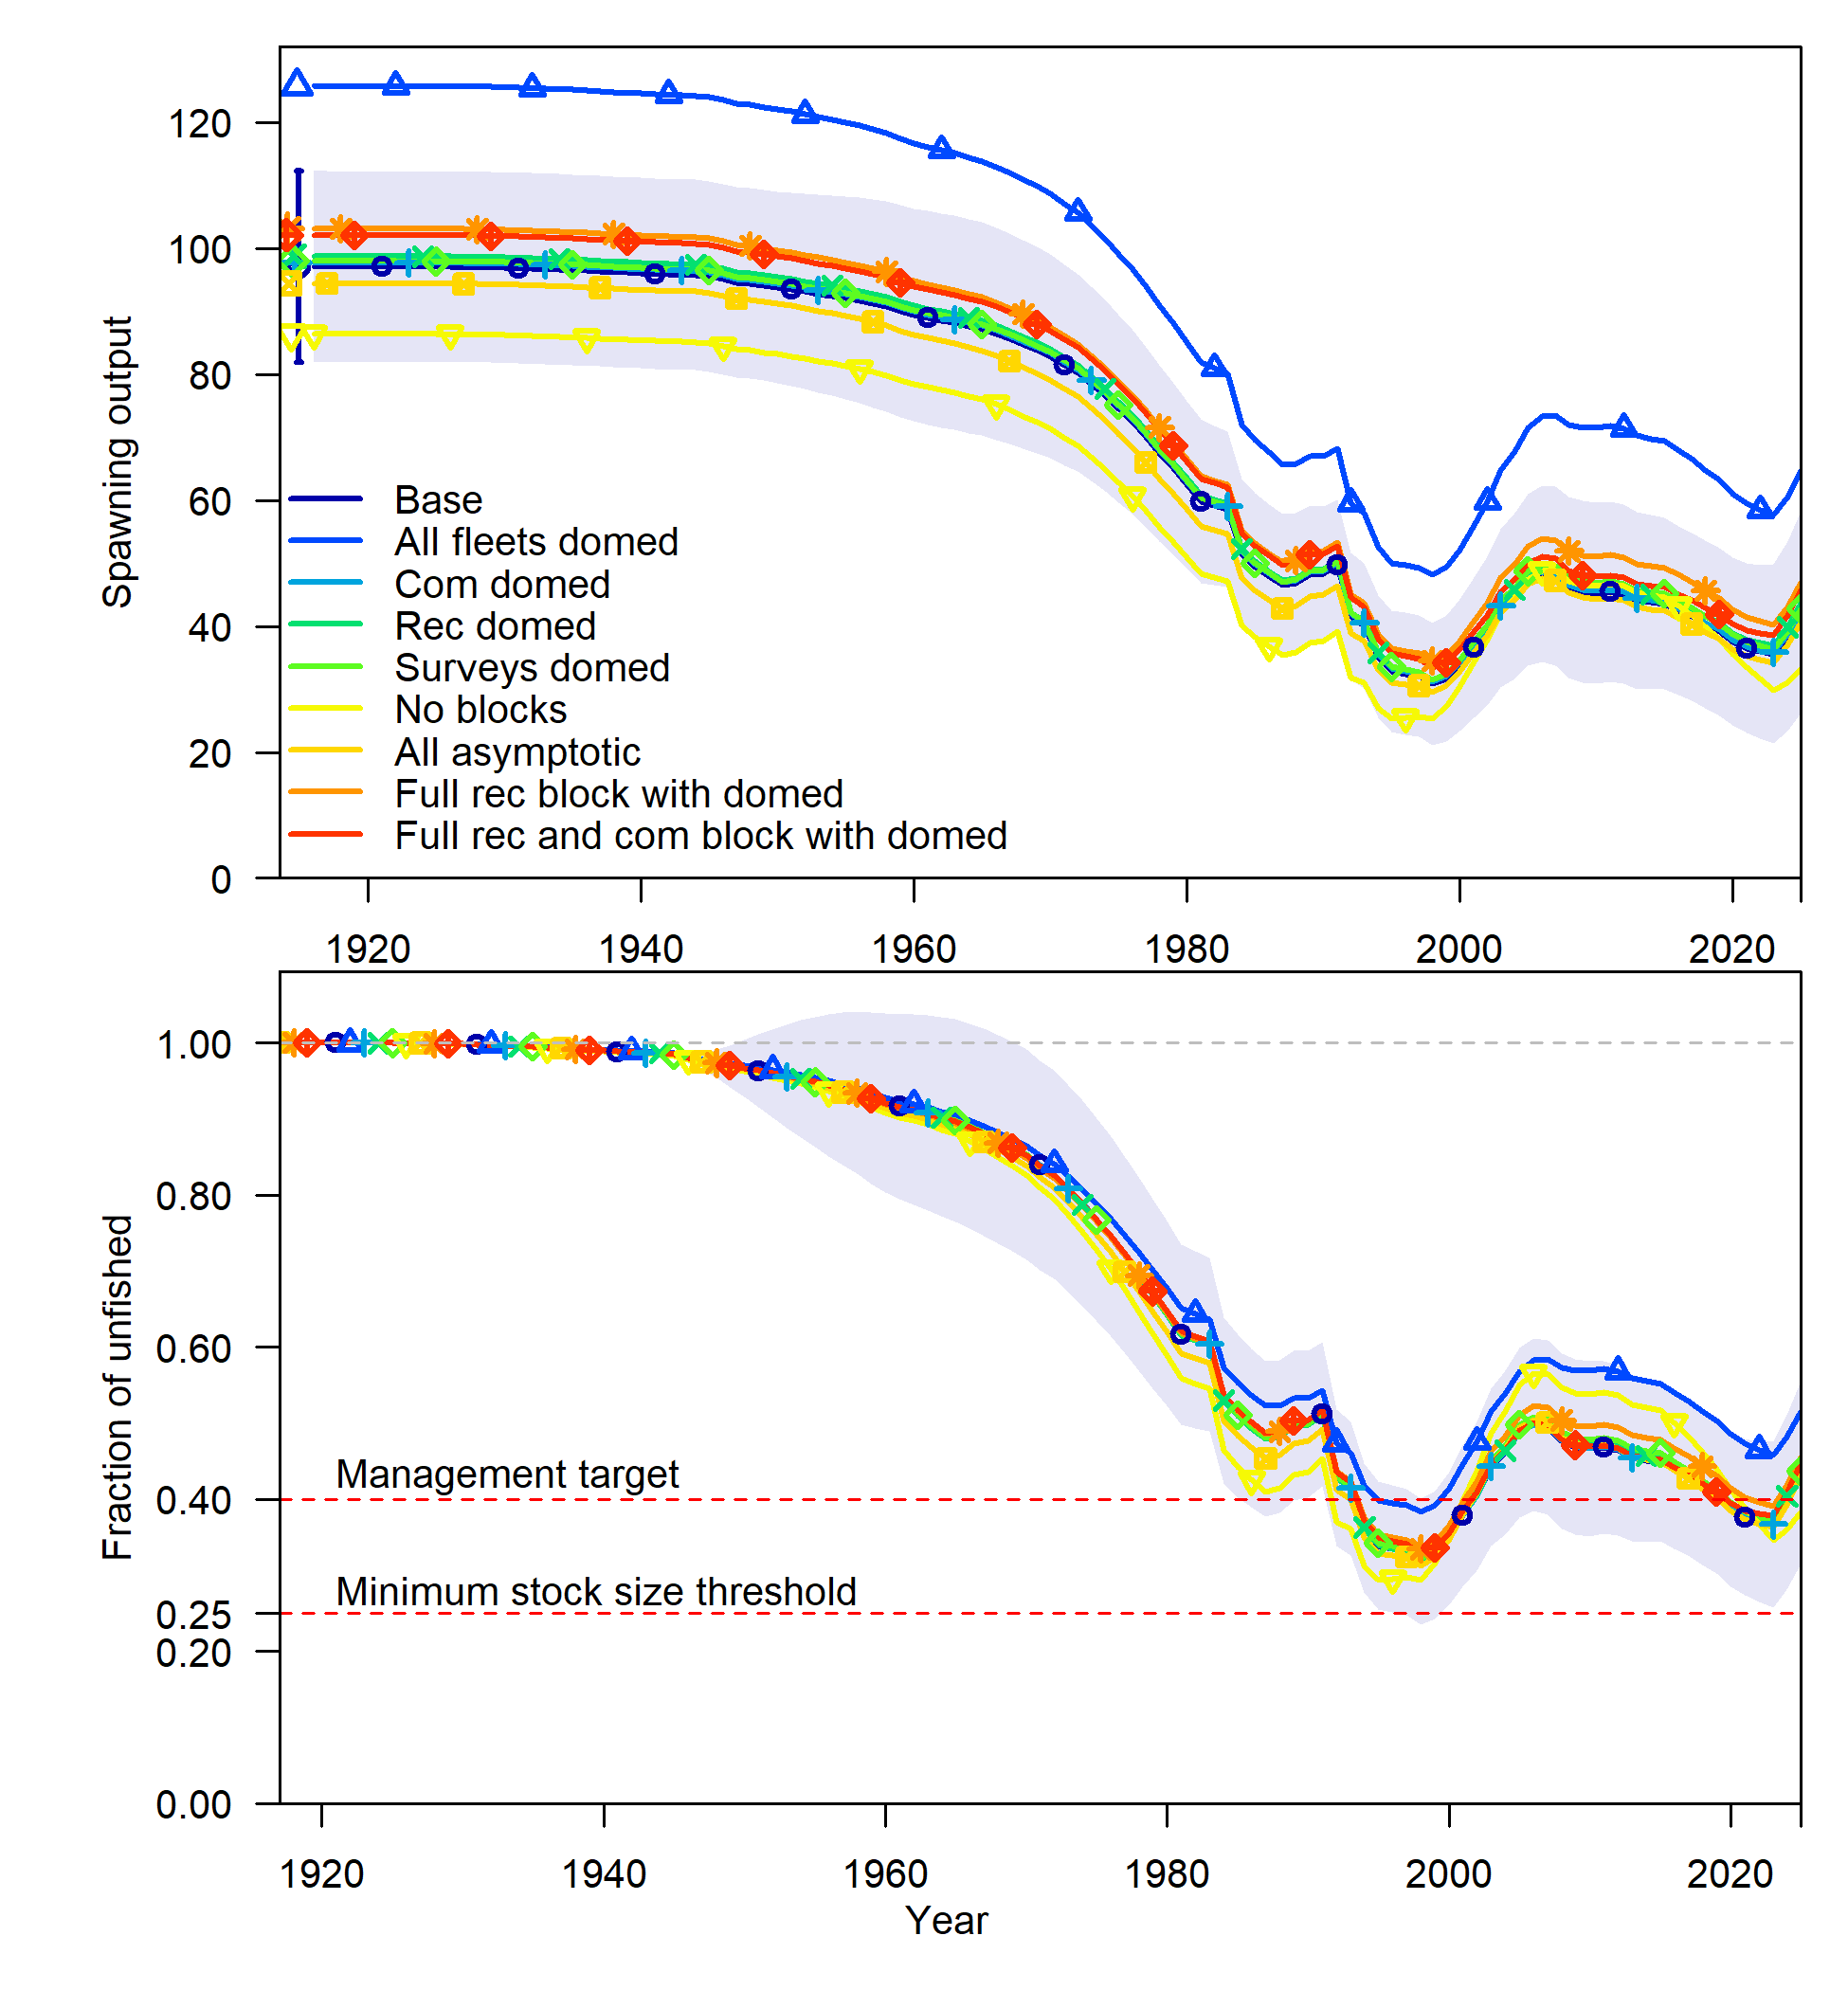 Spawning output
120
100
80
60
40
20
0
Base
All fleets domed
Com domed
Rec domed
Surveys domed
No blocks
All asymptotic
Full rec block with domed
Full rec and com block with domed
1920 1940 1960 1980 2000 2020
Fraction of unfished
1.00
0.80
0.60
0.40
0.25
0.20
0.00
Management target
Minimum stock size threshold
1920 1940 1960 1980 2000 2020
Year